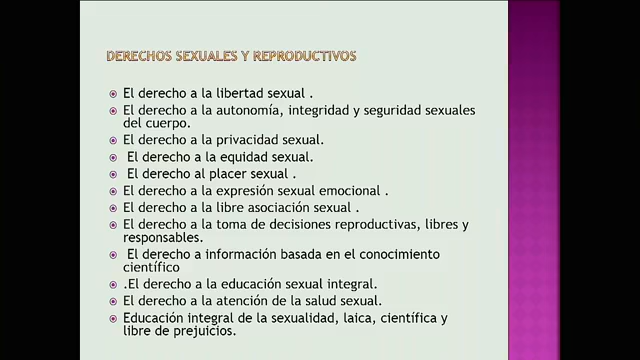 DERECHOS SEXUALES Y REPRODUCTIVOS
El derecho a la libertad sexual .
El derecho a la autonomía, integridad y seguridad sexuales
del cuerpo.
El derecho a la privacidad sexual.
El derecho a la equidad sexual.
El derecho al placer sexual .
El derecho a la expresión sexual emocional .
El derecho a la libre asociación sexual .
El derecho a la toma de decisiones reproductivas, libres y
responsables.
El derecho a información basada en el conocimiento
científico
.El derecho a la educación sexual integral.
El derecho a la atención de la salud sexual.
Educación integral de la sexualidad, laica, científica y
libre de prejuicios.